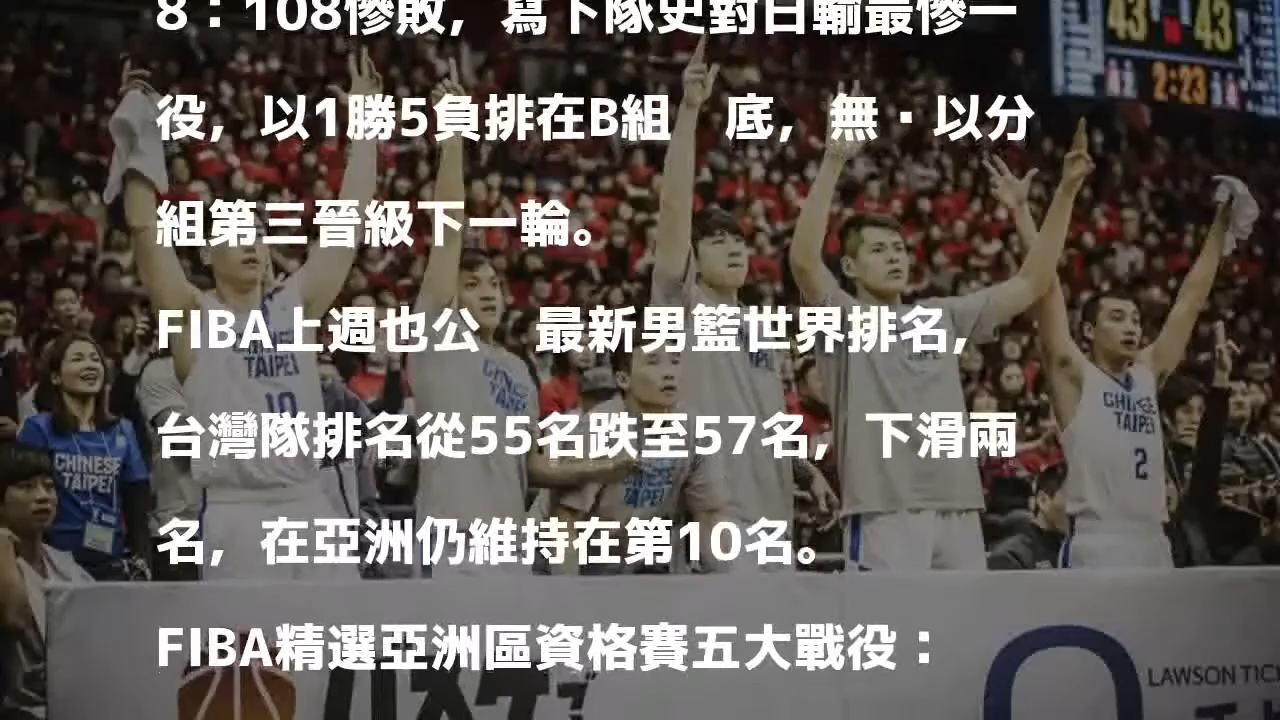 8：108慘敗，寫下隊史對日輸最慘一
役，以1勝5負排在B組 底，無·以分
組第三晉級下一輪。
FIBA上週也公 最新男籃世界排名，
台灣隊排名從55名跌至57名，下滑兩
名，在亞洲仍維持在第10名。
FIBA精選亞洲區資格賽五大戰役：
43 43
2:23
CHINESE TAIPEI
TAIPEI
10
CHINESE
TAIPEI
CHINESE
TAIPEI
2
LAWSON TIC